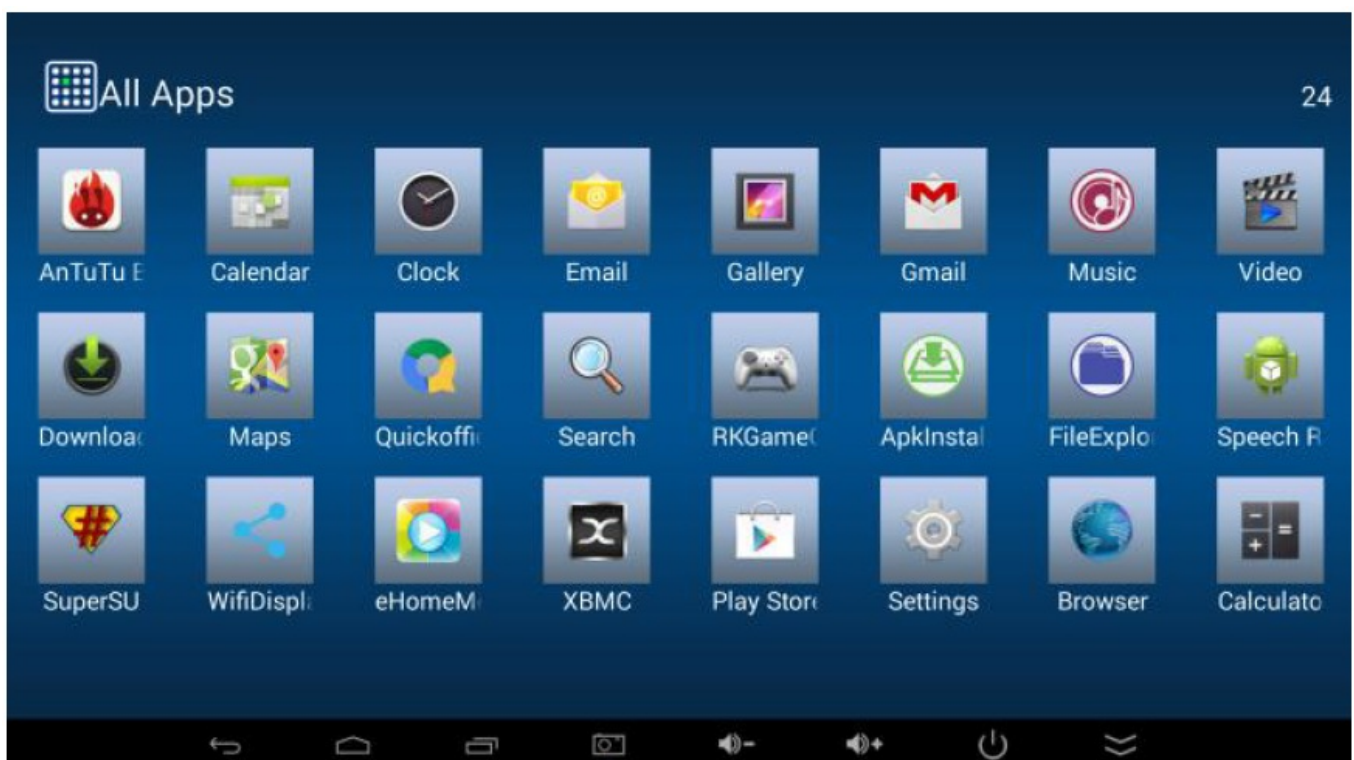 All Apps
24
AnTuTu Calendar Clock Email Gallery Gmail Music Video
Downloa Maps Quickoffi Search RKGame ApkInstal FileExplo Speech R
SuperSU WifiDispl eHomeM XBMC Play Store Settings Browser Calculato